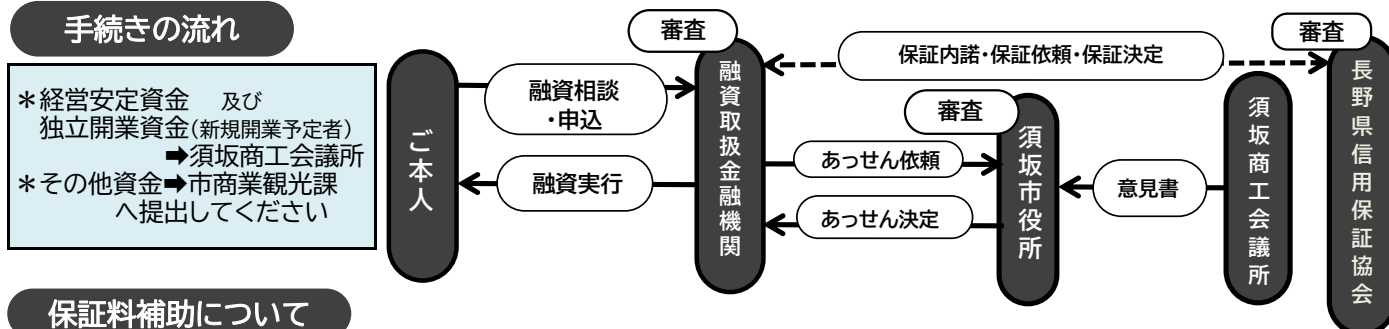 手続きの流れ
＊経営安定資金　及び
独立開業資金(新規開業予定者)
➡須坂商工会議所
＊その他資金➡市商業観光課
へ提出してください
ご本人
融資相談
・申込
融資実行
審査
融資取扱金融機関
保証内諾・保証依頼・保証決定
あっせん依頼
あっせん決定
審査
須坂市役所
意見書
須坂商工会議所
審査
長野県信用保証協会
保証料補助について